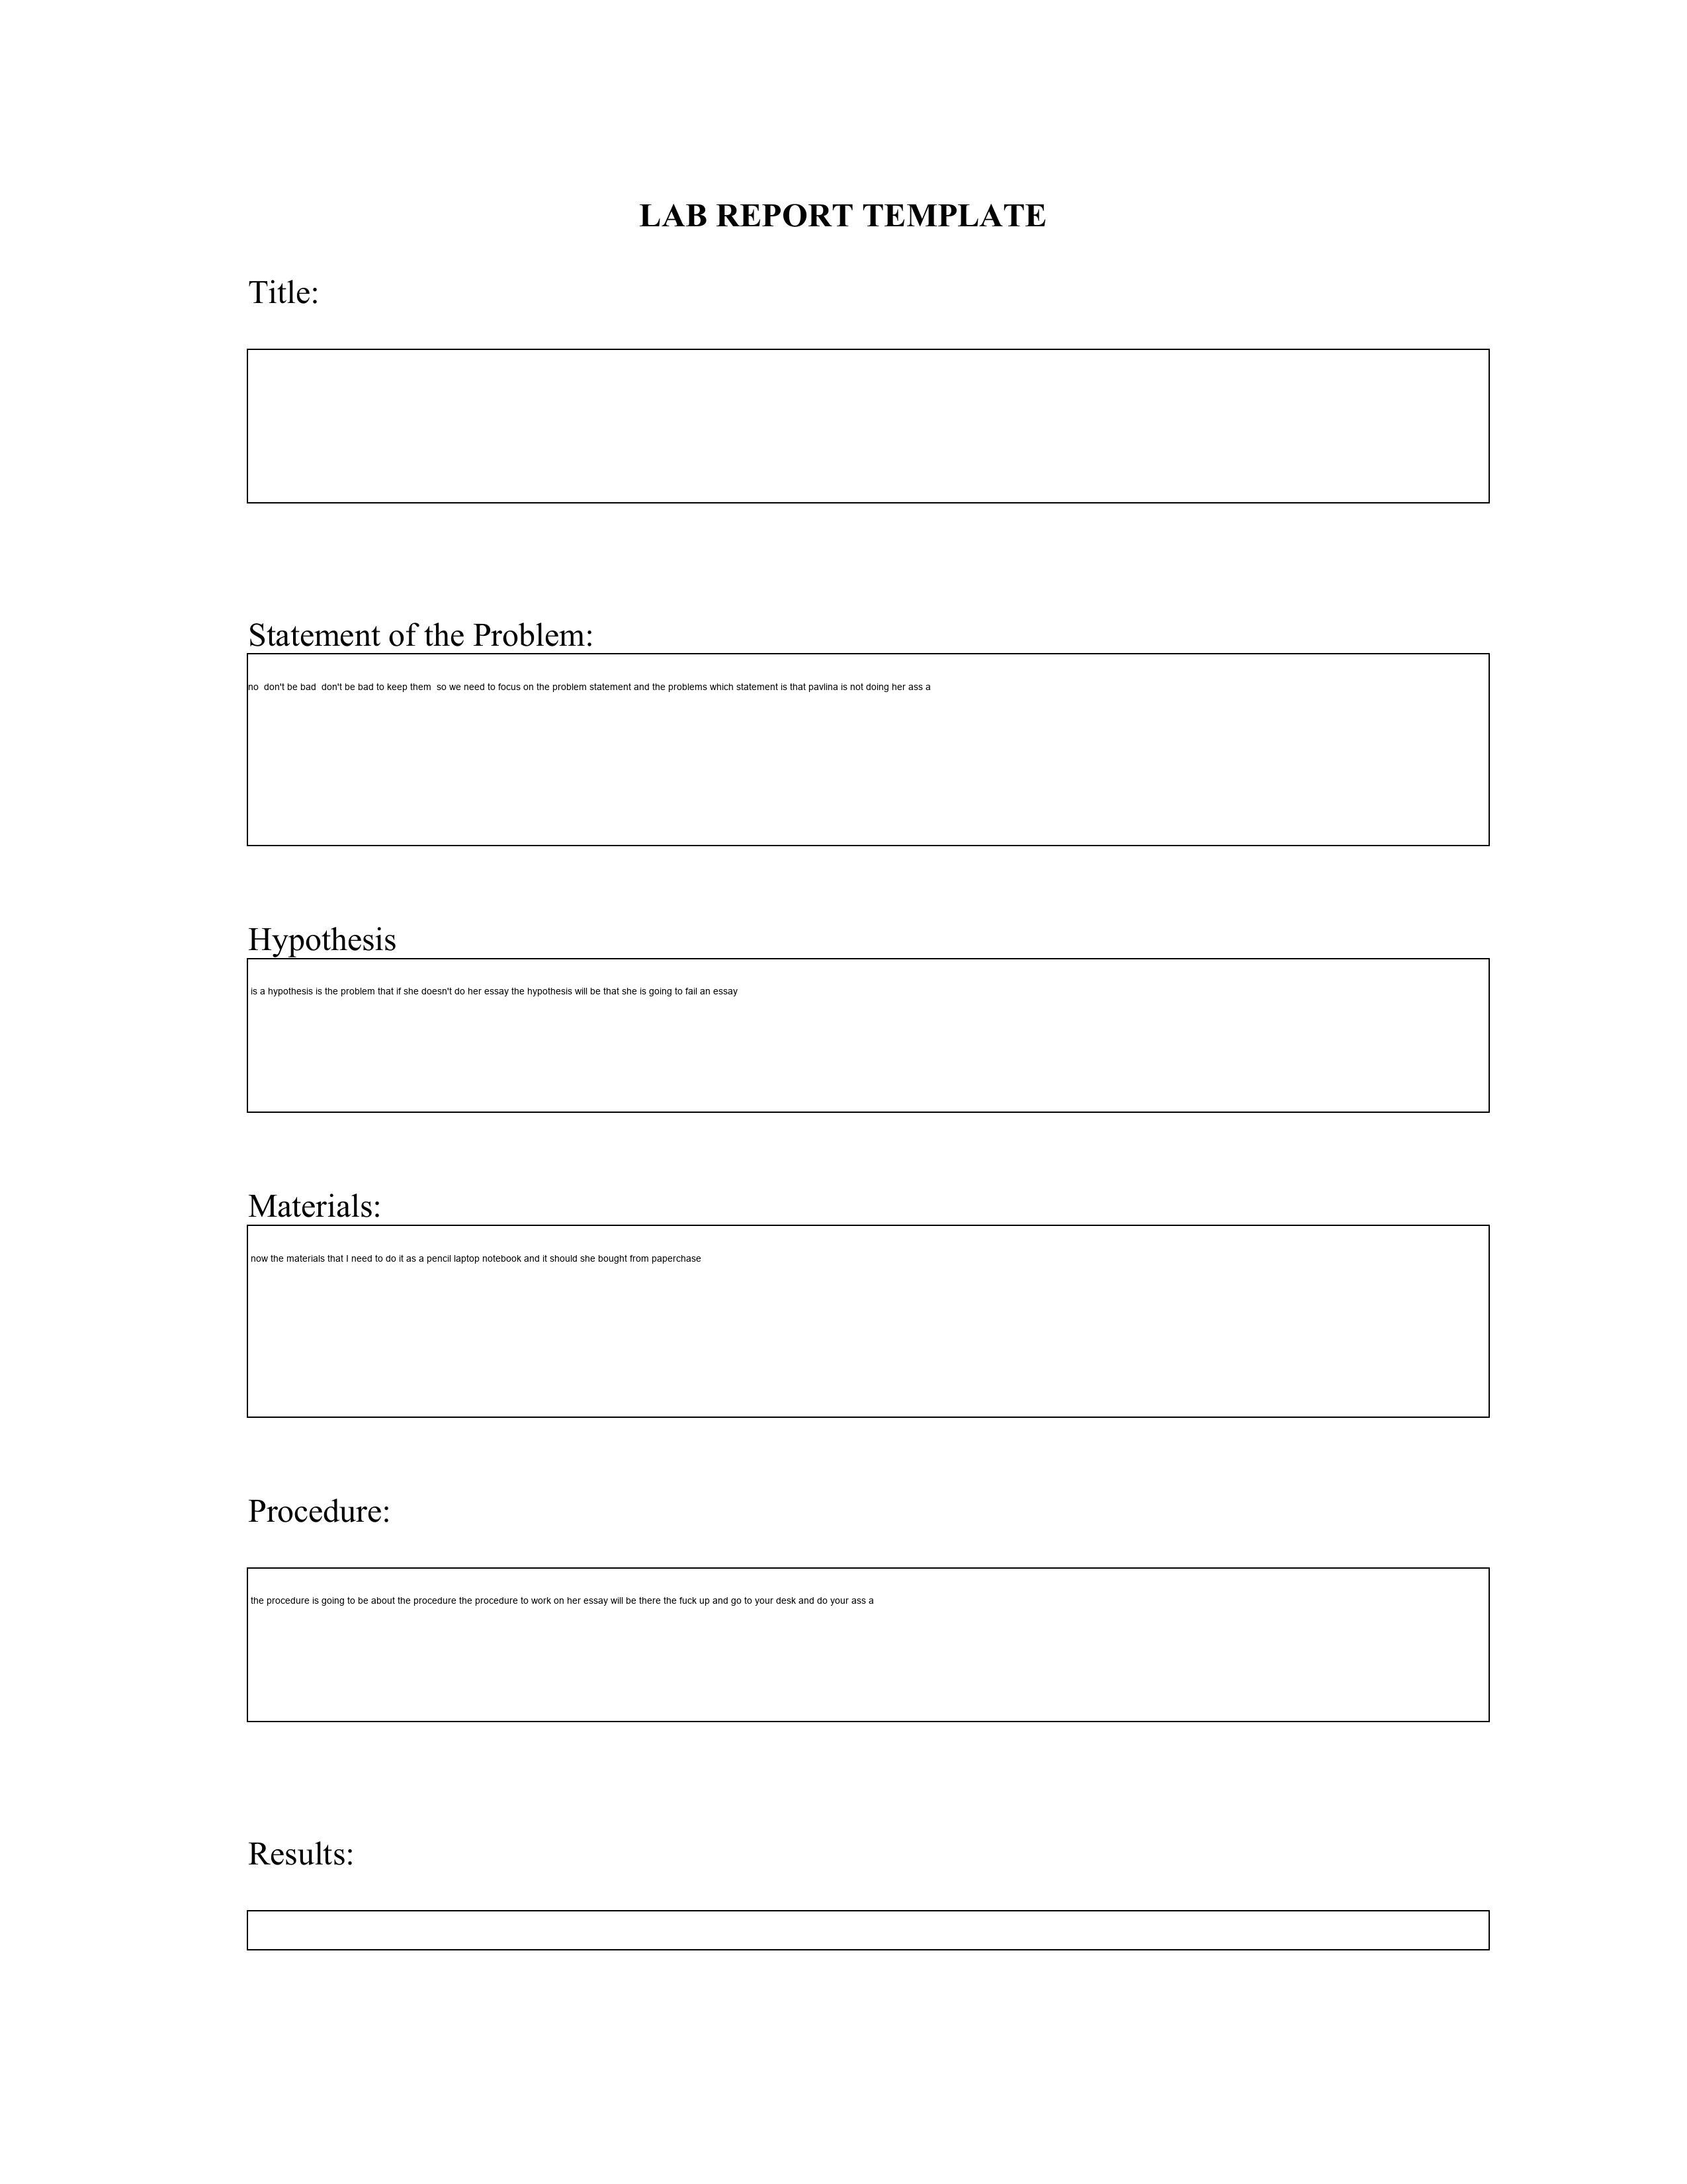 LAB REPORT TEMPLATE
Title:
Statement of the Problem:
no  don't be bad  don't be bad to keep them  so we need to focus on the problem statement and the problems which statement is that pavlina is not doing her ass a
Hypothesis
is a hypothesis is the problem that if she doesn't do her essay the hypothesis will be that she is going to fail an essay
Materials:
now the materials that I need to do it as a pencil laptop notebook and it should she bought from paperchase
Procedure:
the procedure is going to be about the procedure the procedure to work on her essay will be there the fuck up and go to your desk and do your ass a
Results: